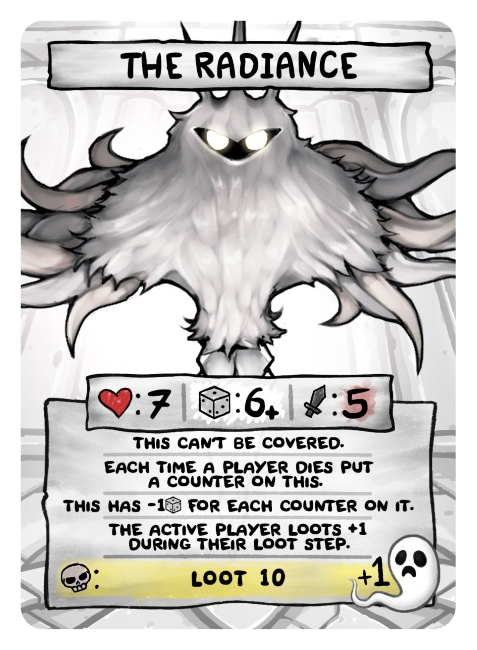 THE RADIANCE
:7 :6+ :5
THIS CAN'T BE COVERED.
EACH TIME A PLAYER DIES PUT
A COUNTER ON THIS.
THIS HAS -1 FOR EACH COUNTER ON IT.
THE ACTIVE PLAYER LOOTS +1
DURING THEIR LOOT STEP.
: LOOT 10 +1